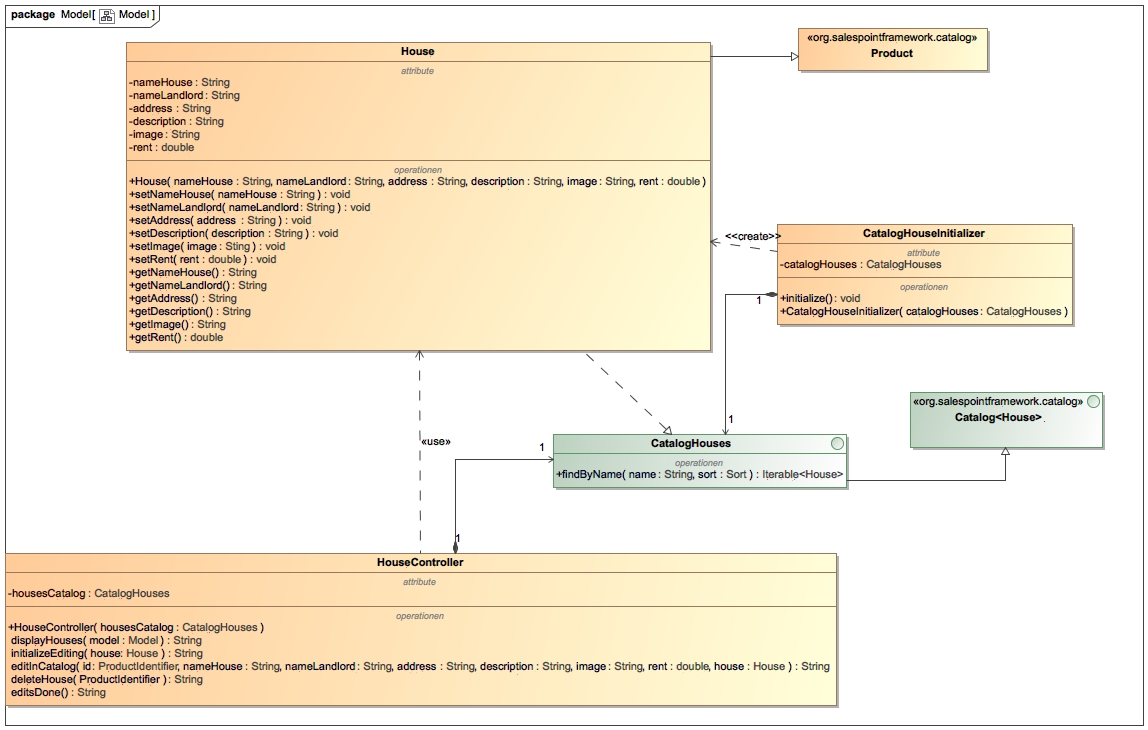 package Model[ Model ]
House
attribute
-nameHouse : String
-nameLandlord : String
-address : String
-description : String
-image : String
-rent : double
operationen
+House( nameHouse : String, nameLandlord : String, address : String, description : String, image : String, rent : double )
+setNameHouse( nameHouse : String ) : void
+setNameLandlord( nameLandlord : String ) : void
+setAddress( address : String ) : void
+setDescription( description : String ) : void
+setImage( image : String ) : void
+setRent( rent : double ) : void
+getNameHouse() : String
+getNameLandlord() : String
+getAddress() : String
+getDescription() : String
+getImage() : String
+getRent() : double
«org.salespointframework.catalog»
Product
<<create>>
CatalogHouseInitializer
attribute
-catalogHouses : CatalogHouses
operationen
+initialize() : void
+CatalogHouseInitializer( catalogHouses : CatalogHouses )
1
1
«org.salespointframework.catalog»
Catalog<House>
«use»
1
CatalogHouses
operationen
+findByName( name : String, sort : Sort ) : Iterable<House>
1
HouseController
attribute
-housesCatalog : CatalogHouses
operationen
+HouseController( housesCatalog : CatalogHouses )
displayHouses( model : Model ) : String
initializeEditing( house: House ) : String
editInCatalog( id : ProductIdentifier, nameHouse : String, nameLandlord : String, address : String, description : String, image : String, rent : double, house : House ) : String
deleteHouse( ProductIdentifier ) : String
editsDone() : String